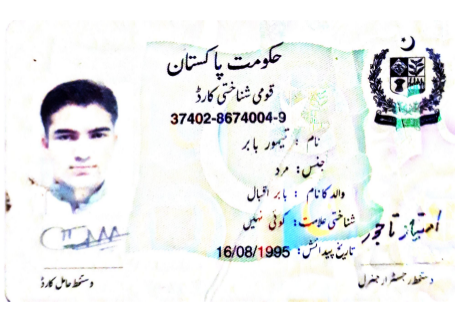 حکومت پاکستان
قومی شناختی کارڈ
37402-8674004-9
نام : تیمور بابر
جنس: مرد
والد کا نام : بابر اقبال
شناختی علامت: کوئی نہیں
تاریخ پیدائش: 16/08/1995
امتیاز تاجور
دستخط حامل کارڈ
دستخط رجسٹرار جنرل